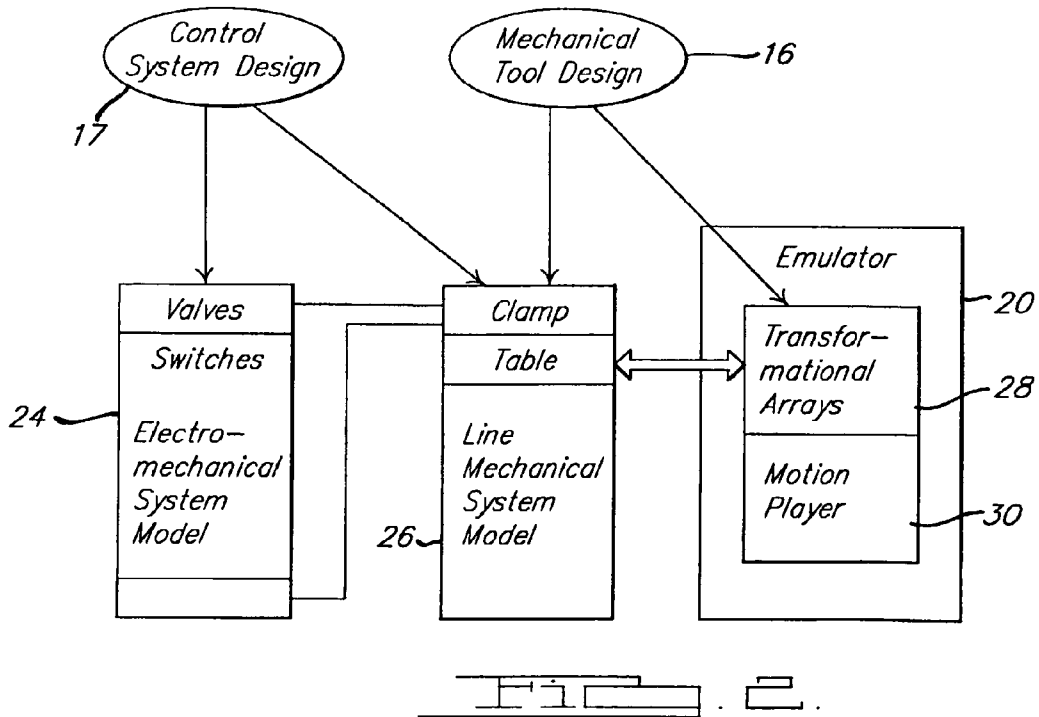 Control
System Design
17
Mechanical
Tool Design
16
Valves
Switches
Electro-
mechanical
System
Model
24
Clamp
Table
Line
Mechanical
System
Model
26
Emulator
20
Transfor-
mational
Arrays
28
Motion
Player
30
Fig. 2.